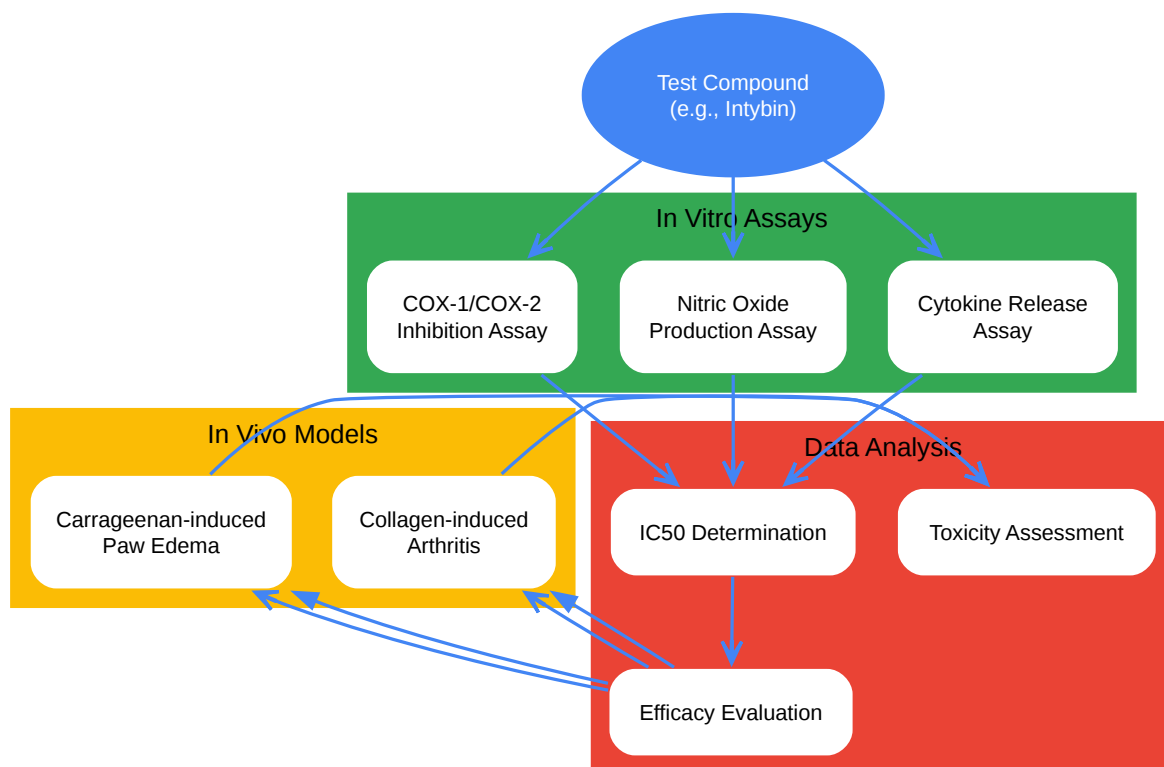 Test Compound
(e.g., Intybin)
In Vitro Assays
COX-1/COX-2
Inhibition Assay
Nitric Oxide
Production Assay
Cytokine Release
Assay
In Vivo Models
Carrageenan-induced
Paw Edema
Collagen-induced
Arthritis
Data Analysis
IC50 Determination
Toxicity Assessment
Efficacy Evaluation